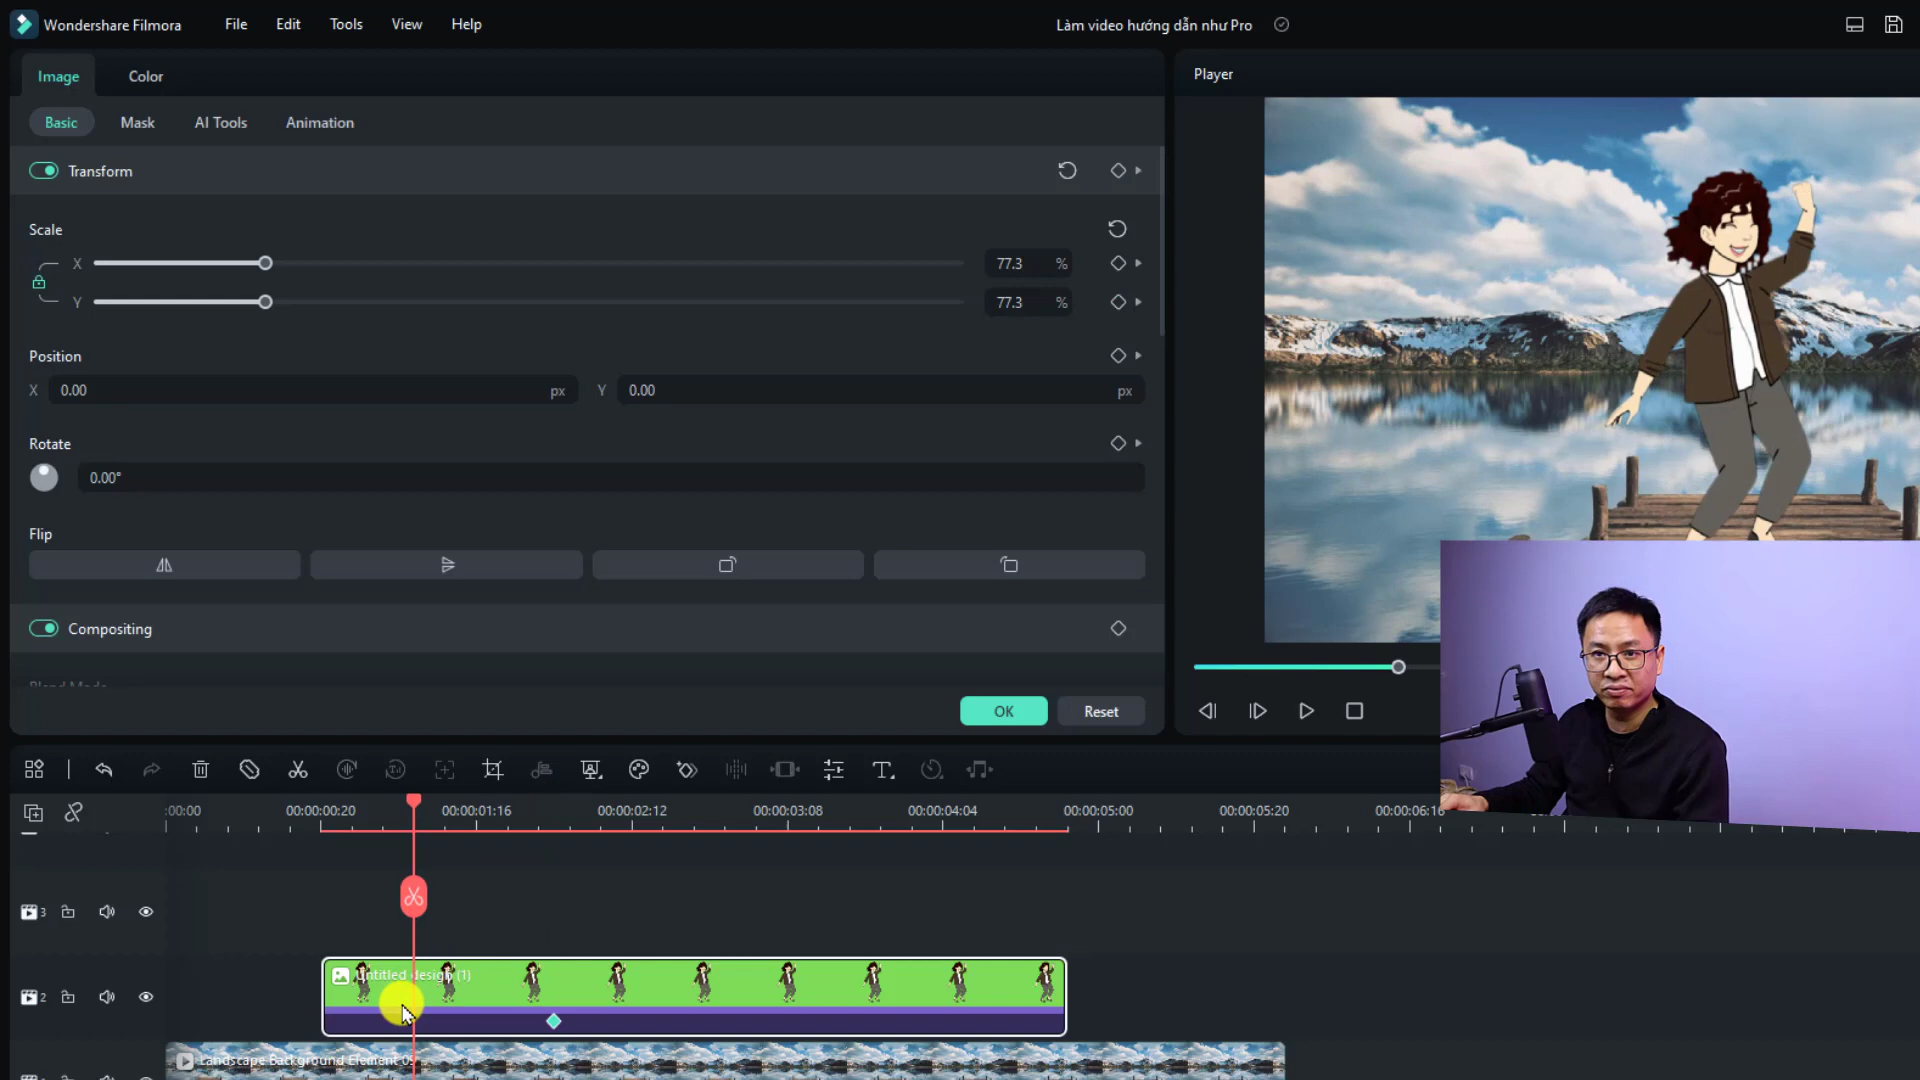 Wondershare Filmora File Edit Tools View Help Làm video hướng dẫn như Pro
Image Color
Player
Basic Mask AI Tools Animation
Transform
Scale
X 77.3 %
Y 77.3 %
Position
X 0.00 px Y 0.00 px
Rotate
0.00°
Flip
Compositing
Blend Mode
OK Reset
:00:00 00:00:00:20 00:00:01:16 00:00:02:12 00:00:03:08 00:00:04:04 00:00:05:00 00:00:05:20 00:00:06:16
3
Untitled design (1)
2
Landscape Background Element 05